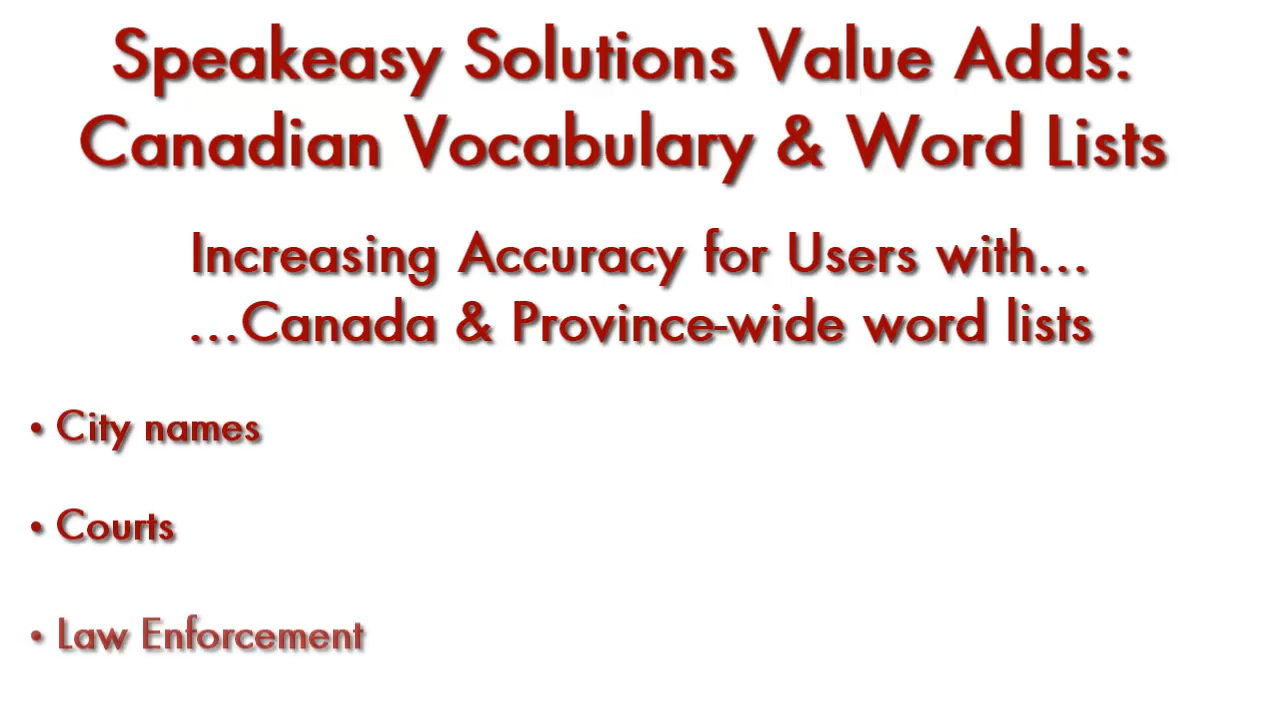 Speakeasy Solutions Value Adds:
Canadian Vocabulary & Word Lists
Increasing Accuracy for Users with...
...Canada & Province-wide word lists
• City names
• Courts
• Law Enforcement